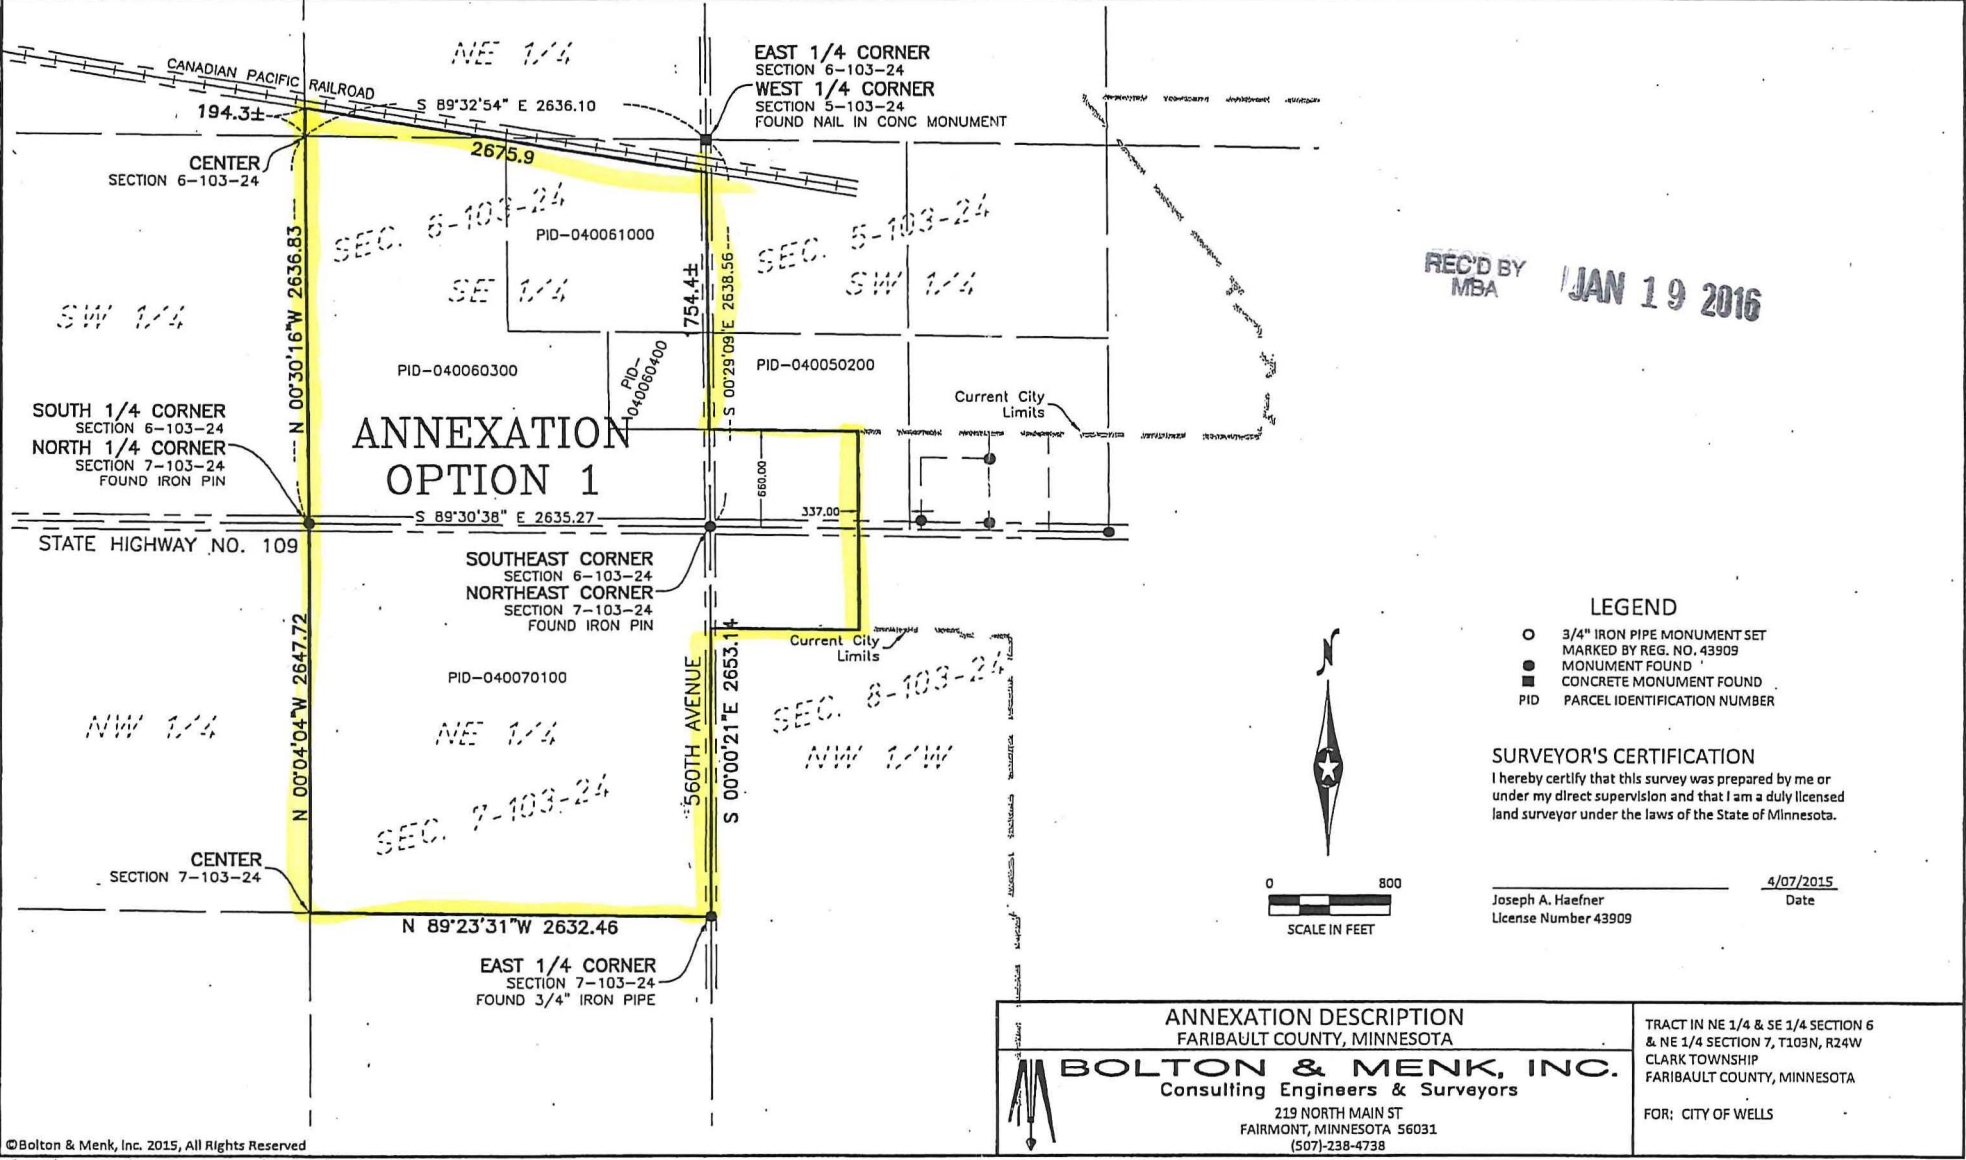 NE 1/4
CANADIAN PACIFIC RAILROAD
194.3±
S 89°32'54" E 2636.10
2675.9
EAST 1/4 CORNER
SECTION 6-103-24
WEST 1/4 CORNER
SECTION 5-103-24
FOUND NAIL IN CONC MONUMENT
CENTER
SECTION 6-103-24
SEC. 6-103-24
PID-040061000
SE 1/4
SEC. 5-103-24
SW 1/4
SW 1/4
N 00°30'16"W 2636.83
1754.4±
S 00°29'09"E 2638.56
REC'D BY
MBA
JAN 19 2016
PID-040060300
PID-
040060400
PID-040050200
Current City
Limits
SOUTH 1/4 CORNER
SECTION 6-103-24
NORTH 1/4 CORNER
SECTION 7-103-24
FOUND IRON PIN
ANNEXATION
OPTION 1
660.00
337.00
S 89°30'38" E 2635.27
STATE HIGHWAY NO. 109
SOUTHEAST CORNER
SECTION 6-103-24
NORTHEAST CORNER
SECTION 7-103-24
FOUND IRON PIN
Current City
Limits
N 00°04'04"W 2647.72
PID-040070100
560TH AVENUE
S 00°00'21"E 2653.14
SEC. 8-103-24
NW 1/W
NW 1/4
NE 1/4
SEC. 7-103-24
CENTER
SECTION 7-103-24
N 89°23'31"W 2632.46
EAST 1/4 CORNER
SECTION 7-103-24
FOUND 3/4" IRON PIPE
N
0 800
SCALE IN FEET
LEGEND
3/4" IRON PIPE MONUMENT SET
MARKED BY REG. NO. 43909
MONUMENT FOUND
CONCRETE MONUMENT FOUND
PID PARCEL IDENTIFICATION NUMBER
SURVEYOR'S CERTIFICATION
I hereby certify that this survey was prepared by me or
under my direct supervision and that I am a duly licensed
land surveyor under the laws of the State of Minnesota.
4/07/2015
Joseph A. Haefner Date
License Number 43909
ANNEXATION DESCRIPTION
FARIBAULT COUNTY, MINNESOTA
BOLTON & MENK, INC.
Consulting Engineers & Surveyors
219 NORTH MAIN ST
FAIRMONT, MINNESOTA 56031
(507)-238-4738
TRACT IN NE 1/4 & SE 1/4 SECTION 6
& NE 1/4 SECTION 7, T103N, R24W
CLARK TOWNSHIP
FARIBAULT COUNTY, MINNESOTA
FOR: CITY OF WELLS
©Bolton & Menk, Inc. 2015, All Rights Reserved